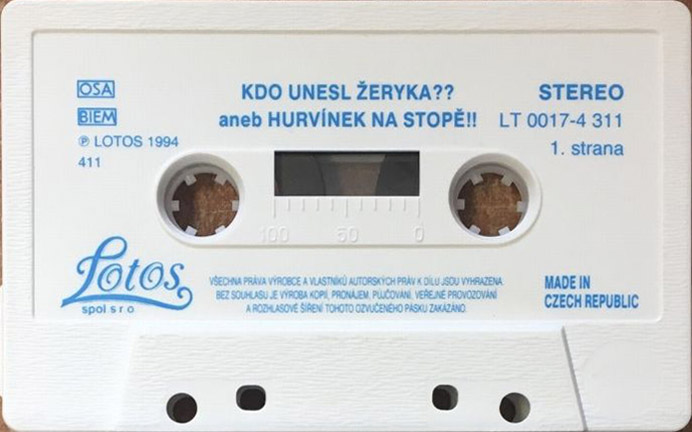 OSA
BIEM
℗ LOTOS 1994
411
KDO UNESL ŽERYKA??
aneb HURVÍNEK NA STOPĚ!!
STEREO
LT 0017-4 311
1. strana
100 50 0
Lotos
spol s r o
VŠECHNA PRÁVA VÝROBCE A VLASTNÍKŮ AUTORSKÝCH PRÁV K DÍLU JSOU VYHRAZENA.
BEZ SOUHLASU JE VÝROBA KOPIÍ, PRONÁJEM, PŮJČOVÁNÍ, VEŘEJNÉ PROVOZOVÁNÍ
A ROZHLASOVÉ ŠÍŘENÍ TOHOTO OZVUČENÉHO PÁSKU ZAKÁZÁNO.
MADE IN
CZECH REPUBLIC